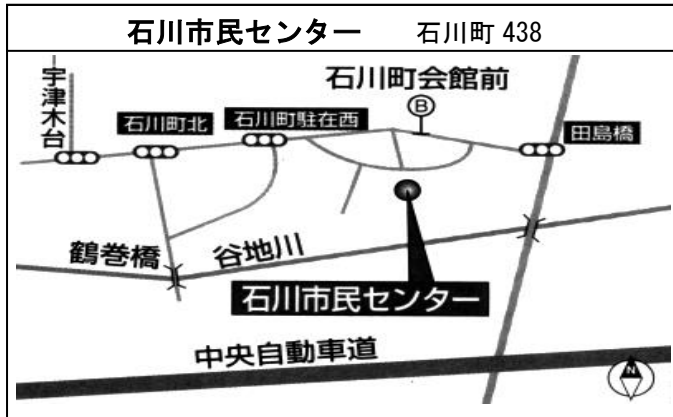 石川市民センター 石川町 438
宇津木台
石川町会館前
石川町北
石川町駐在西
B
田島橋
鶴巻橋
谷地川
石川市民センター
中央自動車道
N